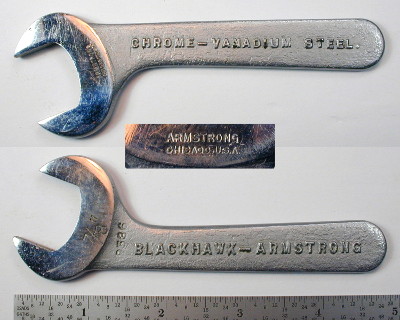 CHROME-VANADIUM STEEL.
ARMSTRONG
CHICAGO, U.S.A.
BLACKHAWK-ARMSTRONG
1 2 3 4 5